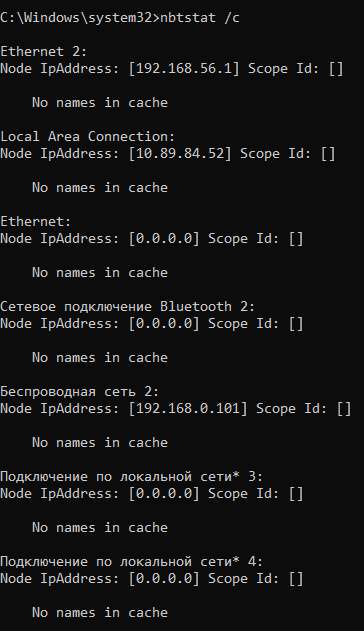 C:\Windows\system32>nbtstat /c
Ethernet 2:
Node IpAddress: [192.168.56.1] Scope Id: []
No names in cache
Local Area Connection:
Node IpAddress: [10.89.84.52] Scope Id: []
No names in cache
Ethernet:
Node IpAddress: [0.0.0.0] Scope Id: []
No names in cache
Сетевое подключение Bluetooth 2:
Node IpAddress: [0.0.0.0] Scope Id: []
No names in cache
Беспроводная сеть 2:
Node IpAddress: [192.168.0.101] Scope Id: []
No names in cache
Подключение по локальной сети* 3:
Node IpAddress: [0.0.0.0] Scope Id: []
No names in cache
Подключение по локальной сети* 4:
Node IpAddress: [0.0.0.0] Scope Id: []
No names in cache